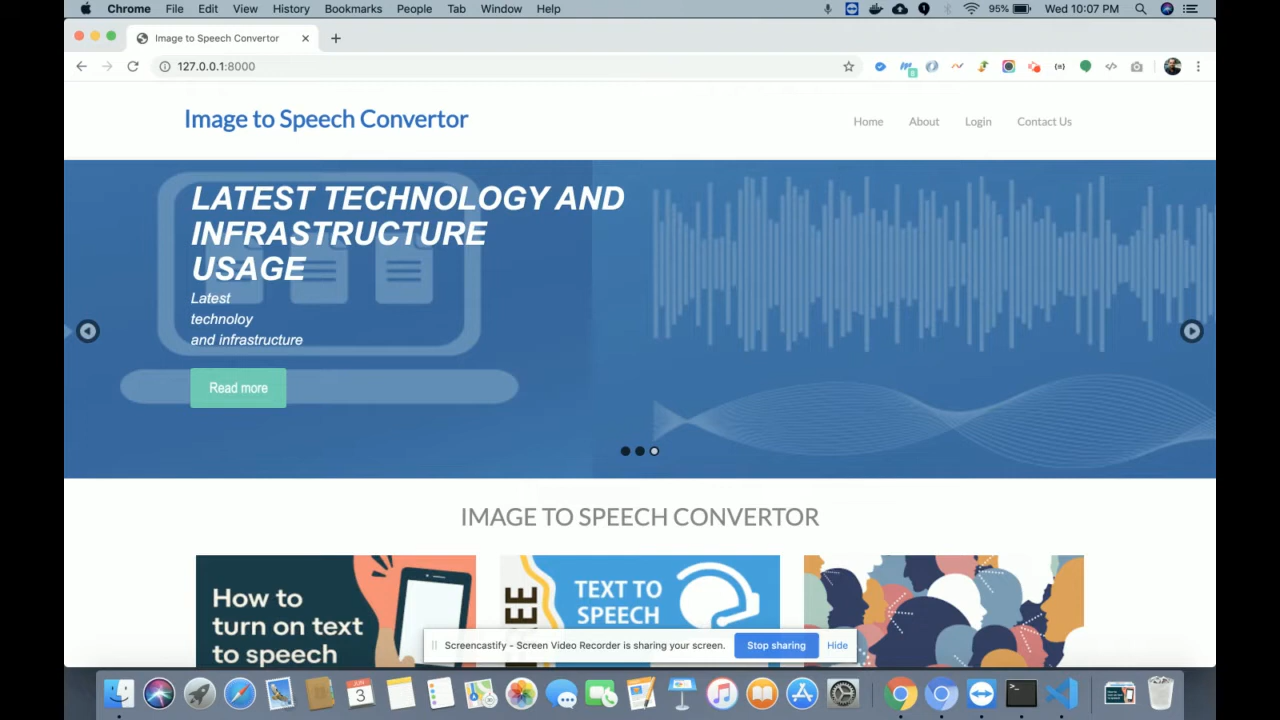 Chrome File Edit View History Bookmarks People Tab Window Help 95% Wed 10:07 PM
Image to Speech Convertor
127.0.0.1:8000
Image to Speech Convertor
Home About Login Contact Us
LATEST TECHNOLOGY AND
INFRASTRUCTURE
USAGE
Latest
technoloy
and infrastructure
Read more
IMAGE TO SPEECH CONVERTOR
How to
turn on text
to speech
EE
TEXT TO
SPEECH
Screencastify - Screen Video Recorder is sharing your screen. Stop sharing Hide
JUN
3